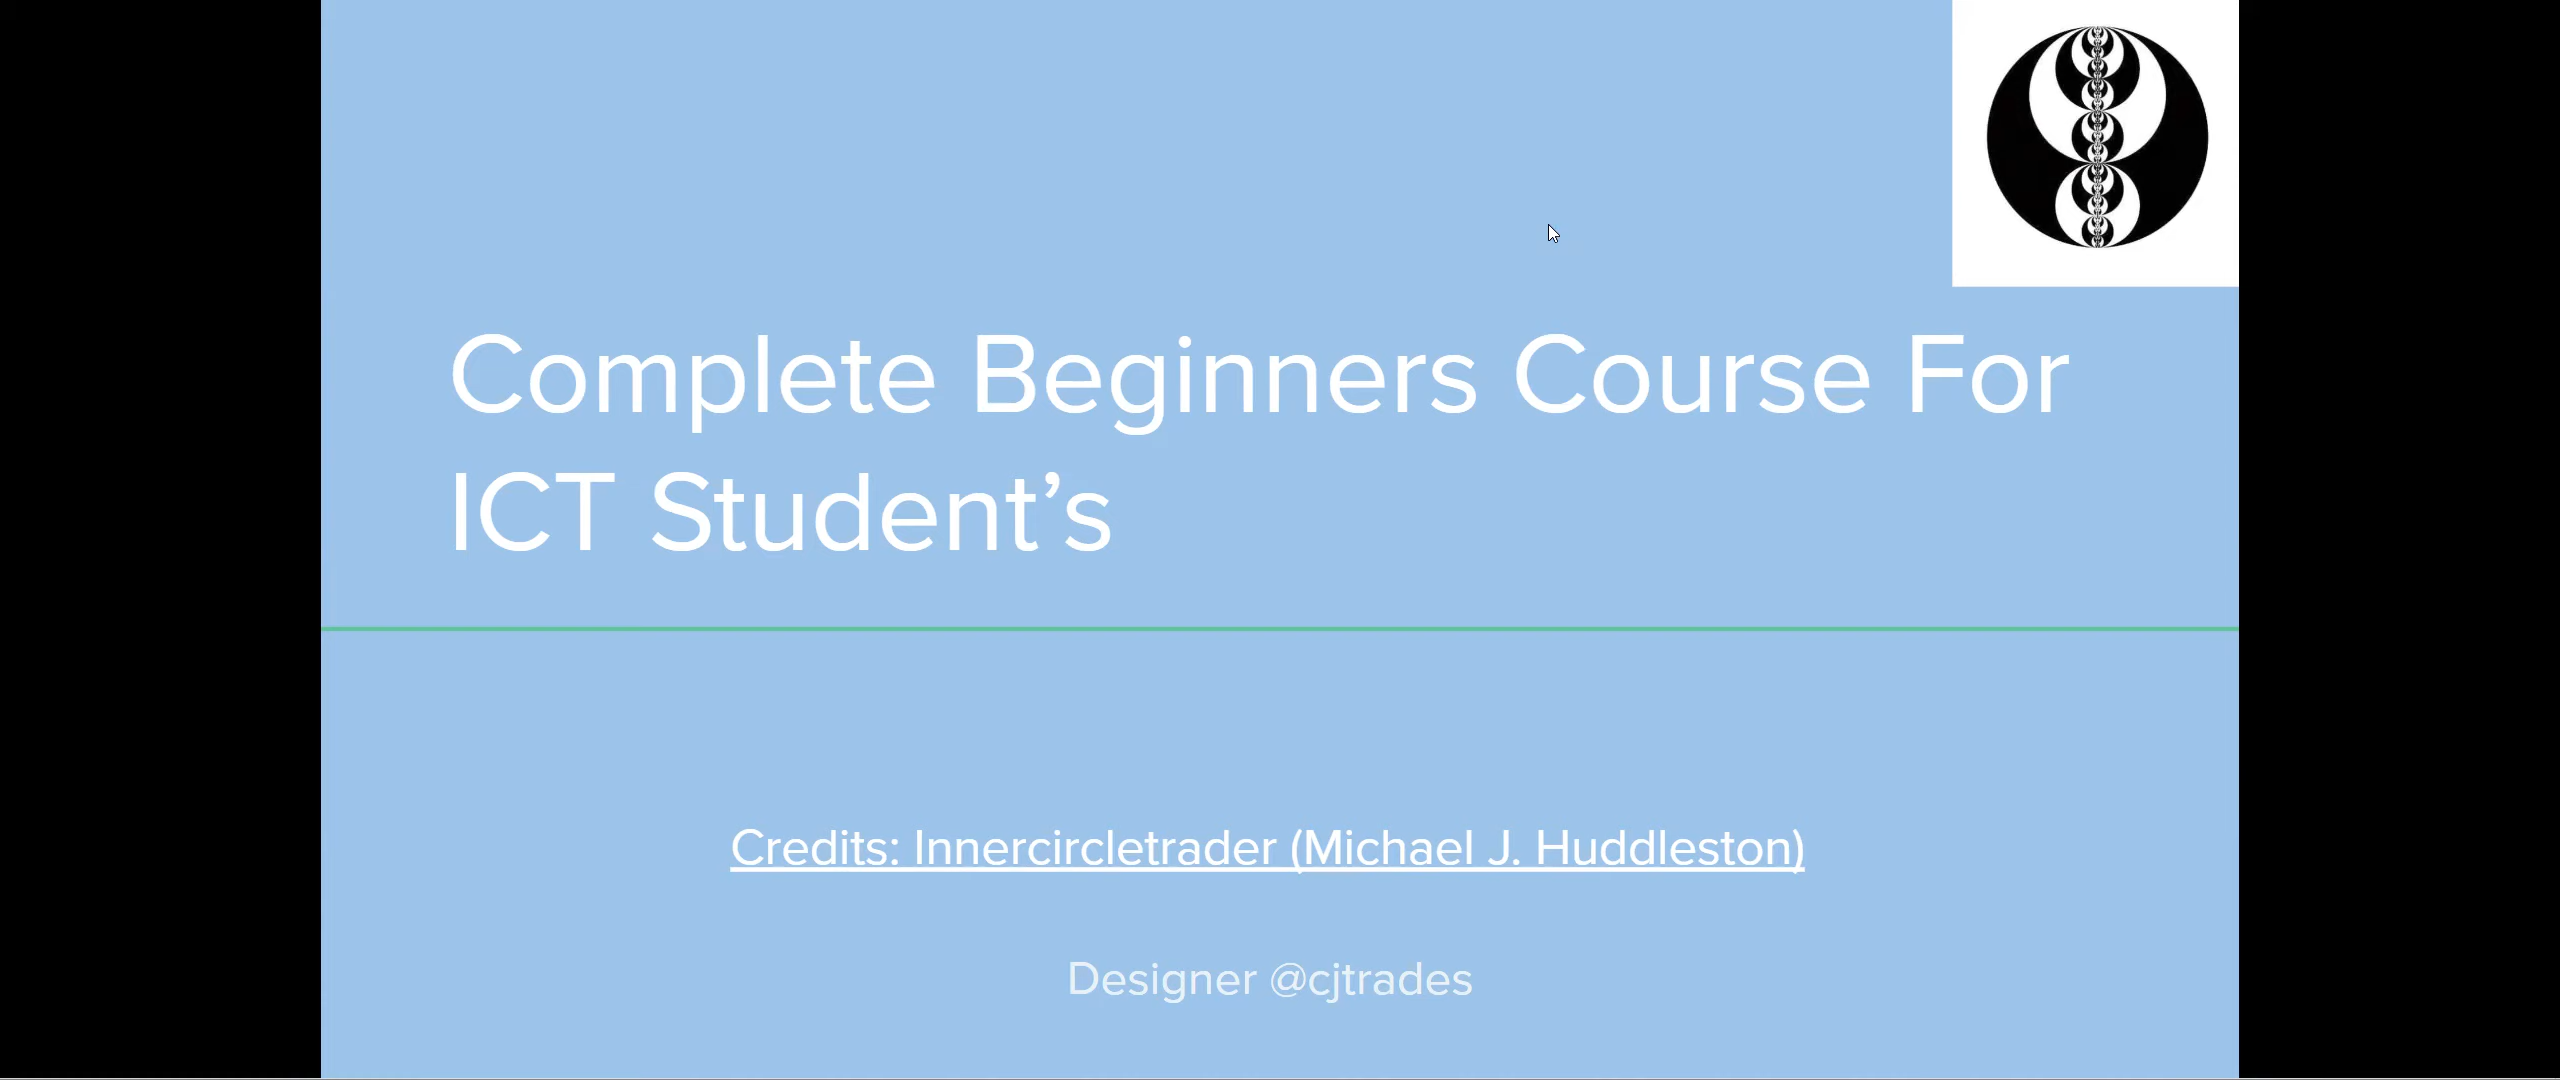 Complete Beginners Course For
ICT Student’s
Credits: Innercircletrader (Michael J. Huddleston)
Designer @cjtrades